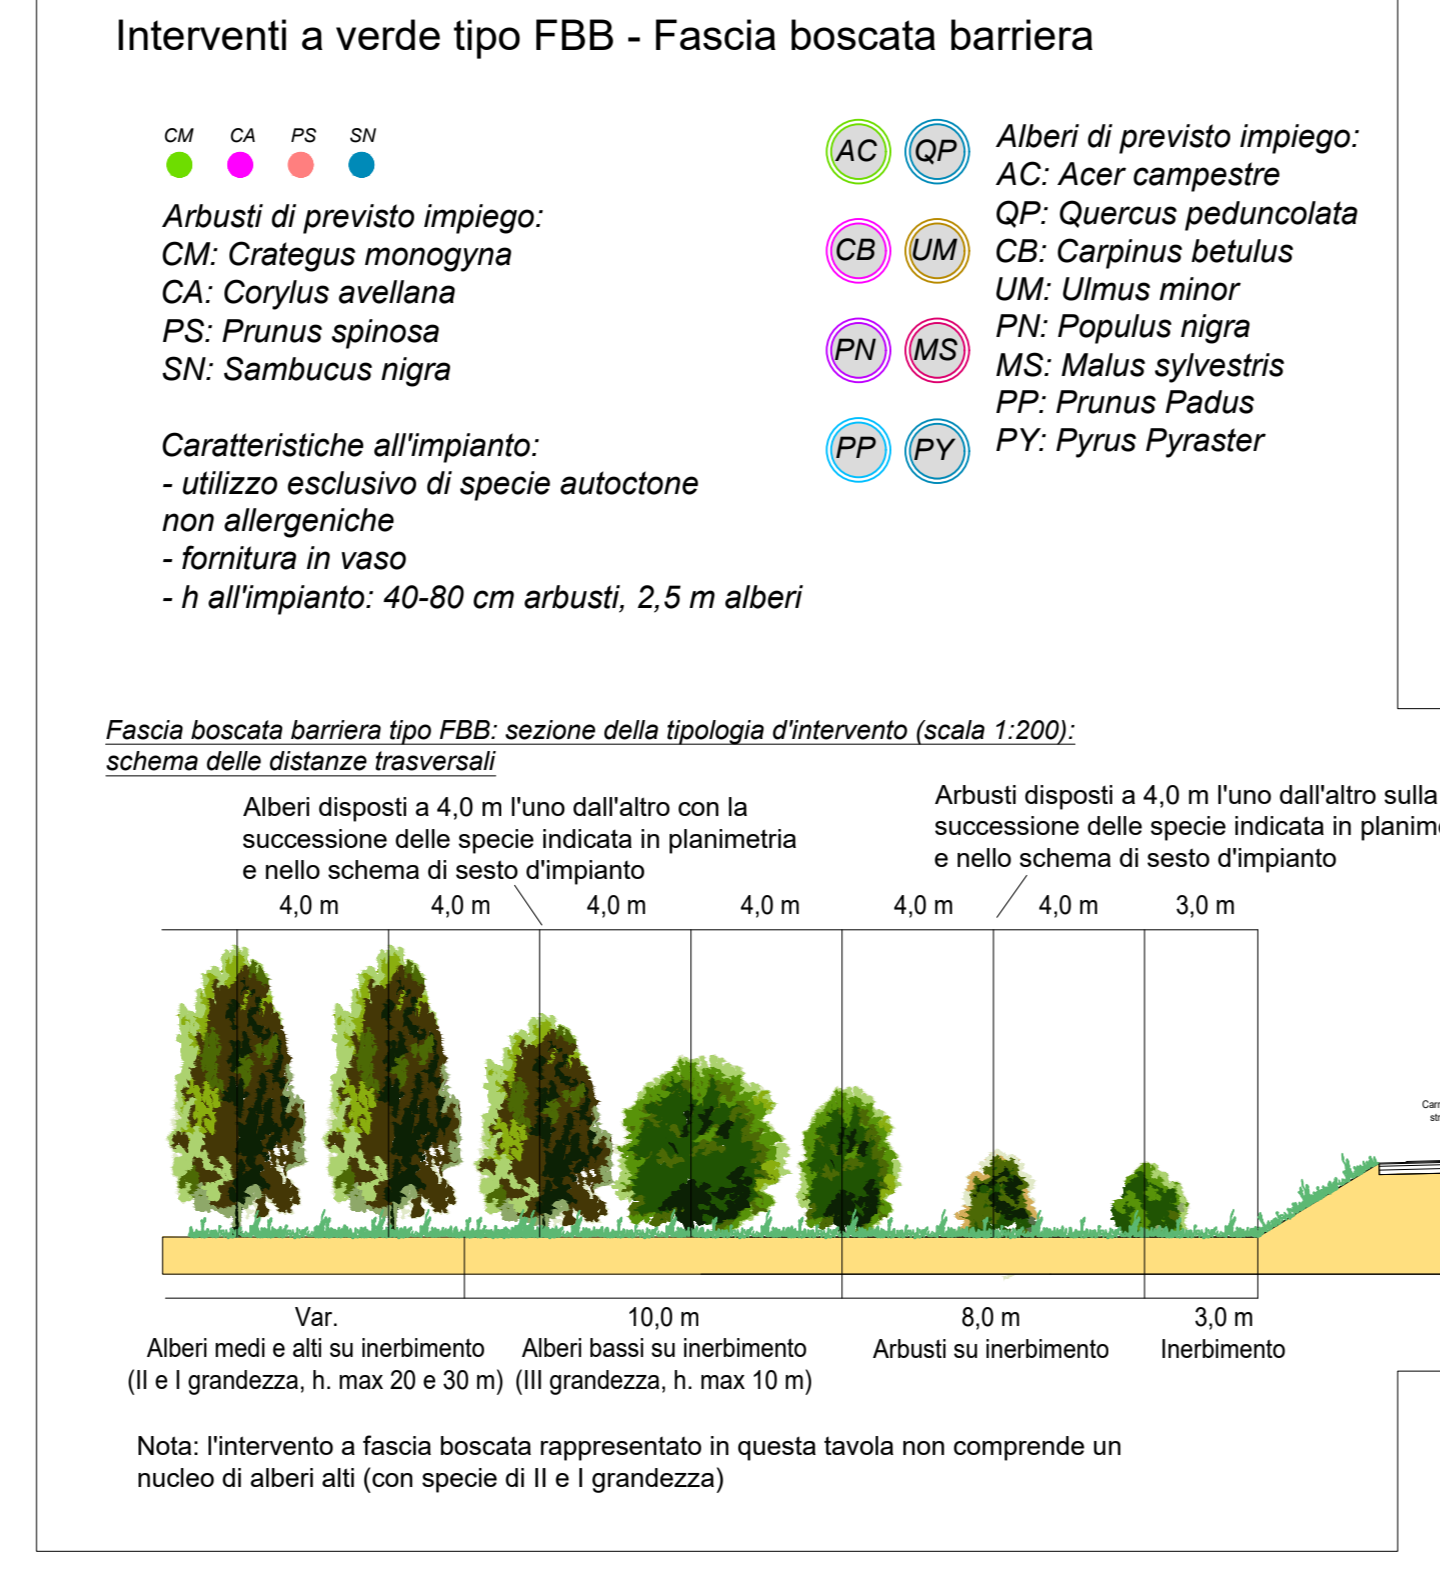 Interventi a verde tipo FBB - Fascia boscata barriera
CM CA PS SN
Arbusti di previsto impiego:
CM: Crategus monogyna
CA: Corylus avellana
PS: Prunus spinosa
SN: Sambucus nigra
Caratteristiche all'impianto:
- utilizzo esclusivo di specie autoctone
non allergeniche
- fornitura in vaso
- h all'impianto: 40-80 cm arbusti, 2,5 m alberi
AC QP
CB UM
PN MS
PP PY
Alberi di previsto impiego:
AC: Acer campestre
QP: Quercus peduncolata
CB: Carpinus betulus
UM: Ulmus minor
PN: Populus nigra
MS: Malus sylvestris
PP: Prunus Padus
PY: Pyrus Pyraster
Fascia boscata barriera tipo FBB: sezione della tipologia d'intervento (scala 1:200):
schema delle distanze trasversali
Alberi disposti a 4,0 m l'uno dall'altro con la
successione delle specie indicata in planimetria
e nello schema di sesto d'impianto
Arbusti disposti a 4,0 m l'uno dall'altro sulla
successione delle specie indicata in
e nello schema di sesto d'impianto
4,0 m 4,0 m 4,0 m 4,0 m 4,0 m 4,0 m 3,0 m
Var.
Alberi medi e alti su inerbimento
(II e I grandezza, h. max 20 e 30 m)
10,0 m
Alberi bassi su inerbimento
(III grandezza, h. max 10 m)
8,0 m
Arbusti su inerbimento
3,0 m
Inerbimento
Nota: l'intervento a fascia boscata rappresentato in questa tavola non comprende un
nucleo di alberi alti (con specie di II e I grandezza)